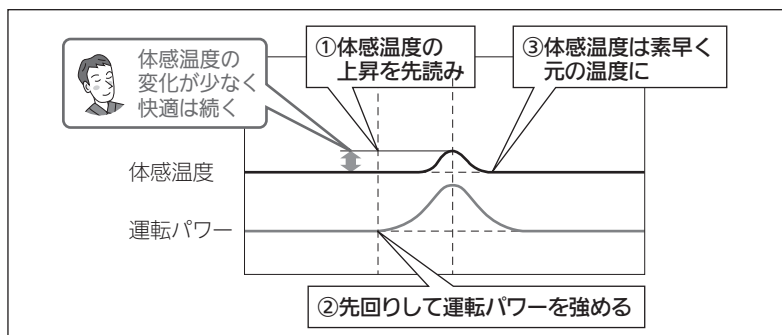 体感温度の
変化が少なく
快適は続く
①体感温度の
上昇を先読み
③体感温度は素早く
元の温度に
体感温度
運転パワー
②先回りして運転パワーを強める